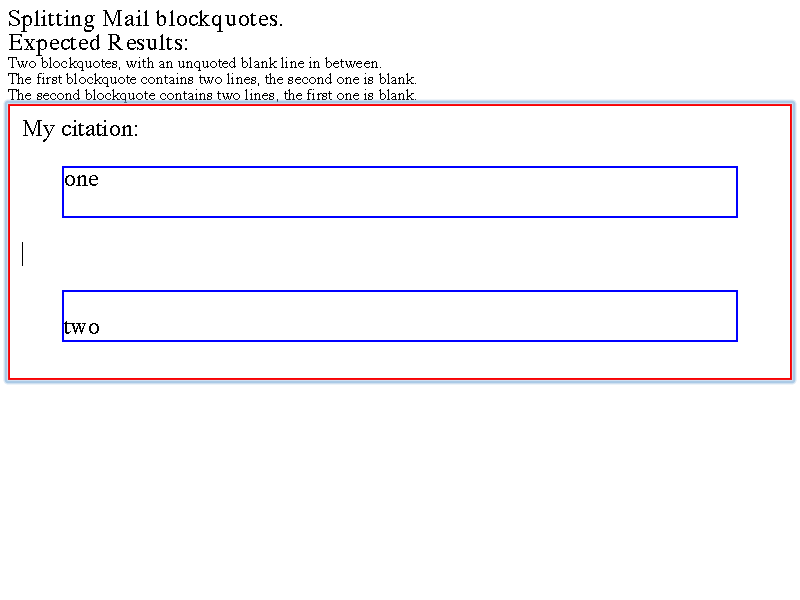 Splitting Mail blockquotes.
Expected Results:
Two blockquotes, with an unquoted blank line in between.
The first blockquote contains two lines, the second one is blank.
The second blockquote contains two lines, the first one is blank.
My citation:
one
two